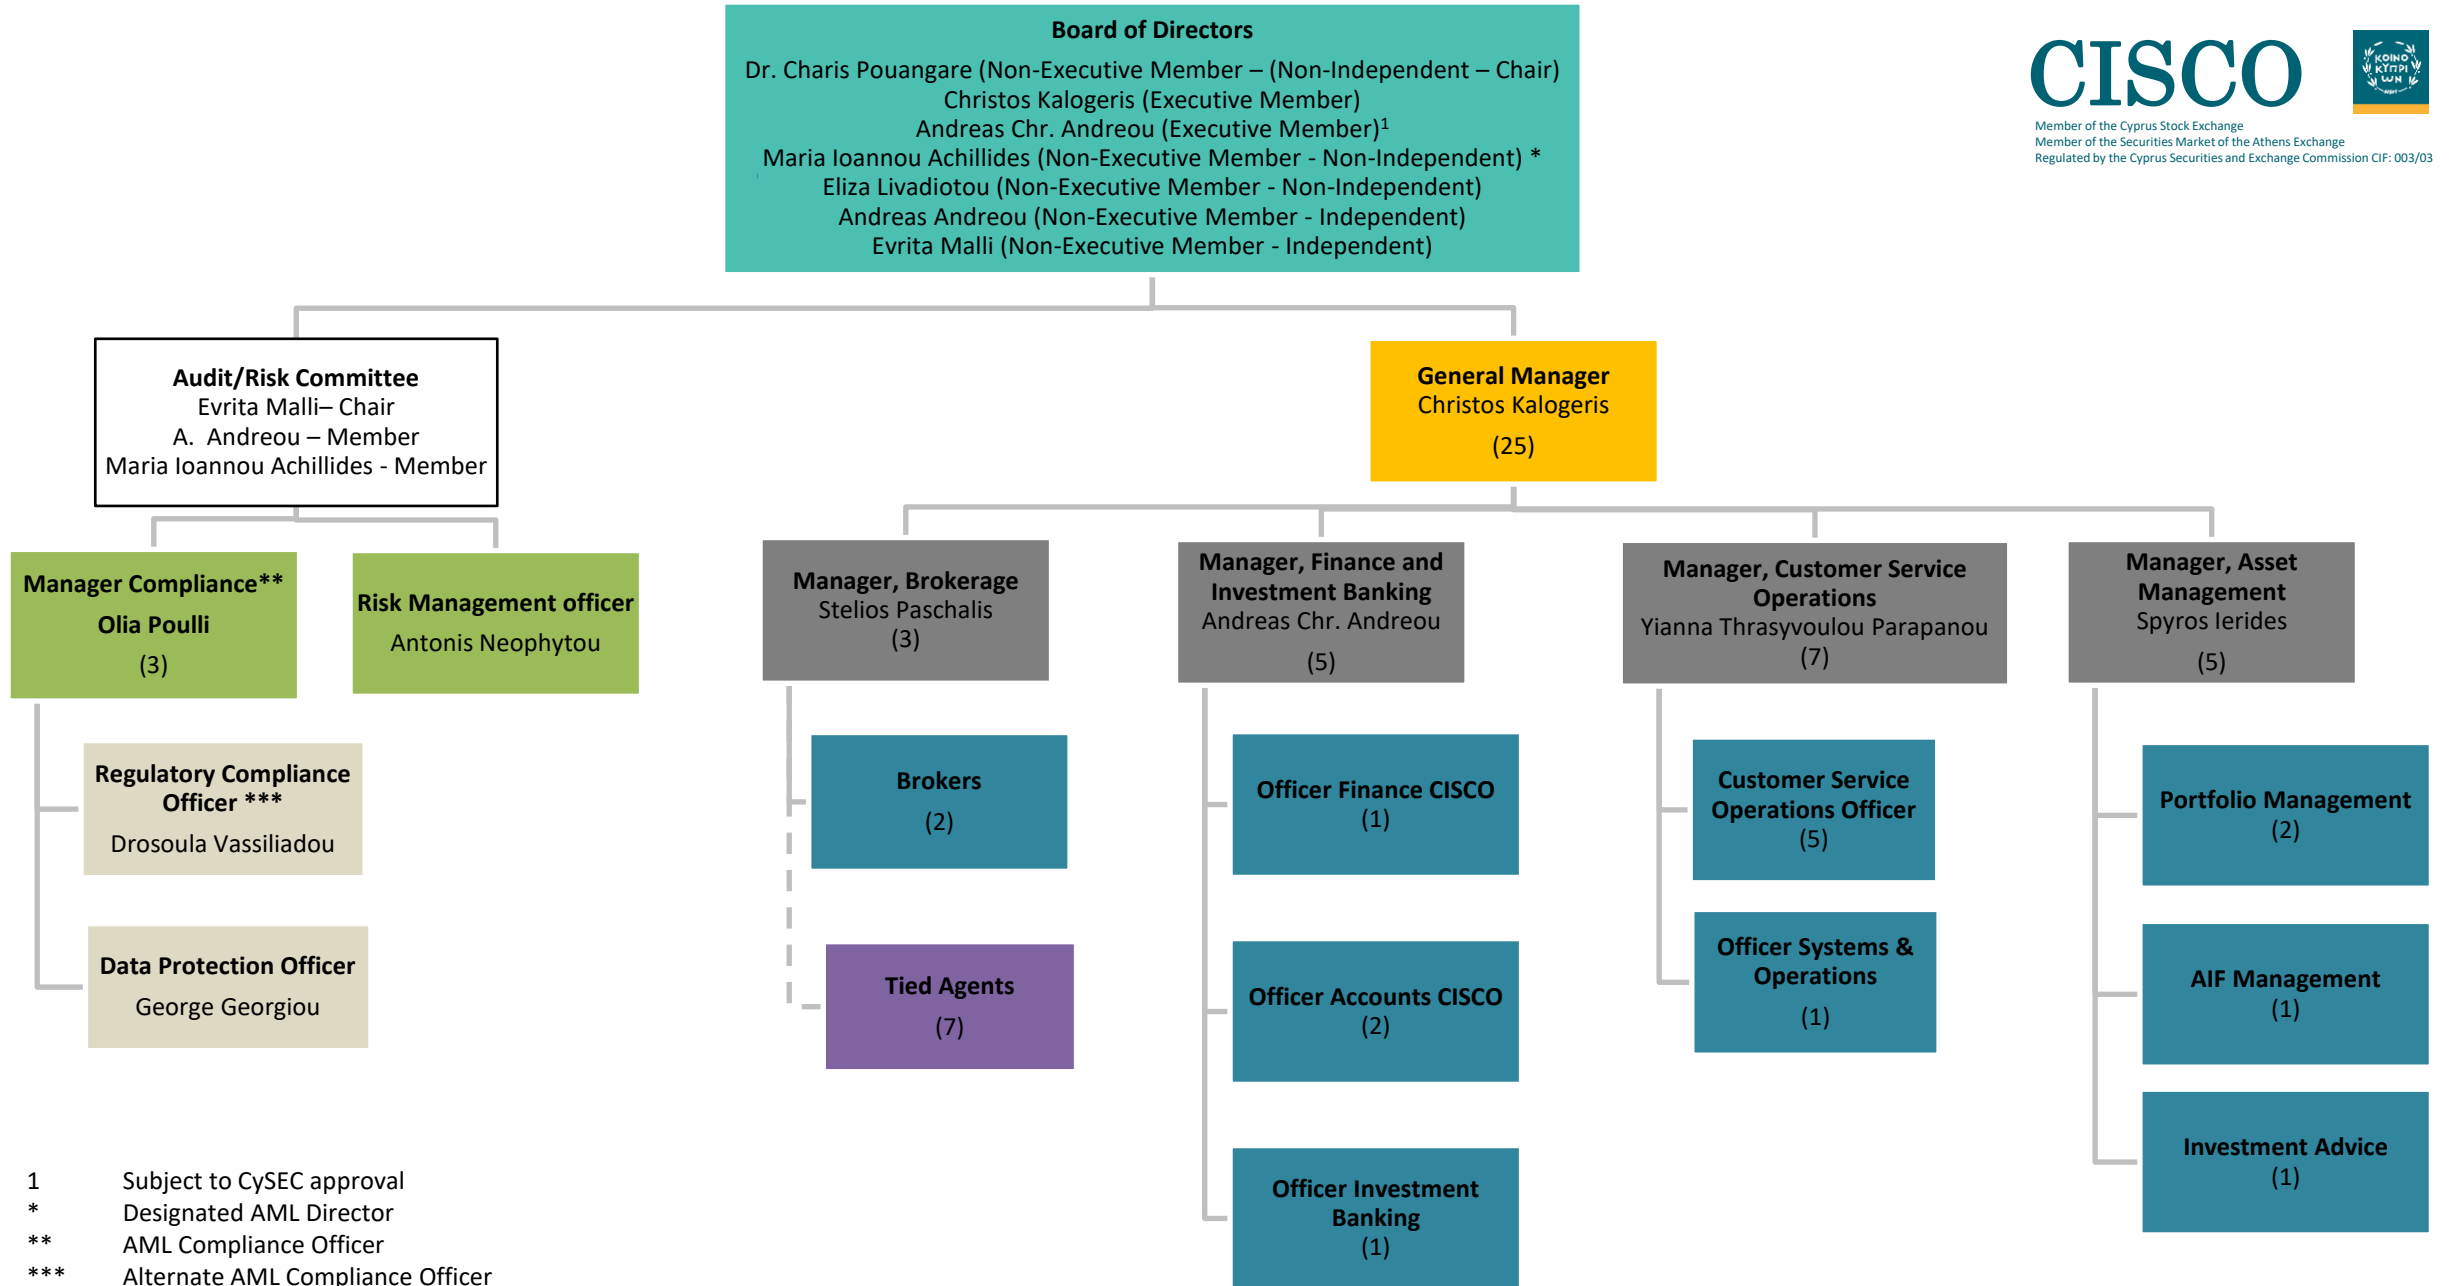 Board of Directors
Dr. Charis Pouangare (Non-Executive Member – (Non-Independent – Chair)
Christos Kalogeris (Executive Member)
Andreas Chr. Andreou (Executive Member)1
Maria Ioannou Achillides (Non-Executive Member - Non-Independent) *
Eliza Livadiotou (Non-Executive Member - Non-Independent)
Andreas Andreou (Non-Executive Member - Independent)
Evrita Malli (Non-Executive Member - Independent)
CISCO
ΚΟΙΝΟ
ΚΥΠΡΙ
ΩΝ
Member of the Cyprus Stock Exchange
Member of the Securities Market of the Athens Exchange
Regulated by the Cyprus Securities and Exchange Commission CIF: 003/03
Audit/Risk Committee
Evrita Malli– Chair
A. Andreou – Member
Maria Ioannou Achillides - Member
General Manager
Christos Kalogeris
(25)
Manager Compliance**
Olia Poulli
(3)
Risk Management officer
Antonis Neophytou
Manager, Brokerage
Stelios Paschalis
(3)
Manager, Finance and
Investment Banking
Andreas Chr. Andreou
(5)
Manager, Customer Service
Operations
Yianna Thrasyvoulou Parapanou
(7)
Manager, Asset
Management
Spyros Ierides
(5)
Regulatory Compliance
Officer ***
Drosoula Vassiliadou
Brokers
(2)
Officer Finance CISCO
(1)
Customer Service
Operations Officer
(5)
Portfolio Management
(2)
Data Protection Officer
George Georgiou
Tied Agents
(7)
Officer Accounts CISCO
(2)
Officer Systems &
Operations
(1)
AIF Management
(1)
Officer Investment
Banking
(1)
Investment Advice
(1)
1 Subject to CySEC approval
* Designated AML Director
** AML Compliance Officer
*** Alternate AML Compliance Officer